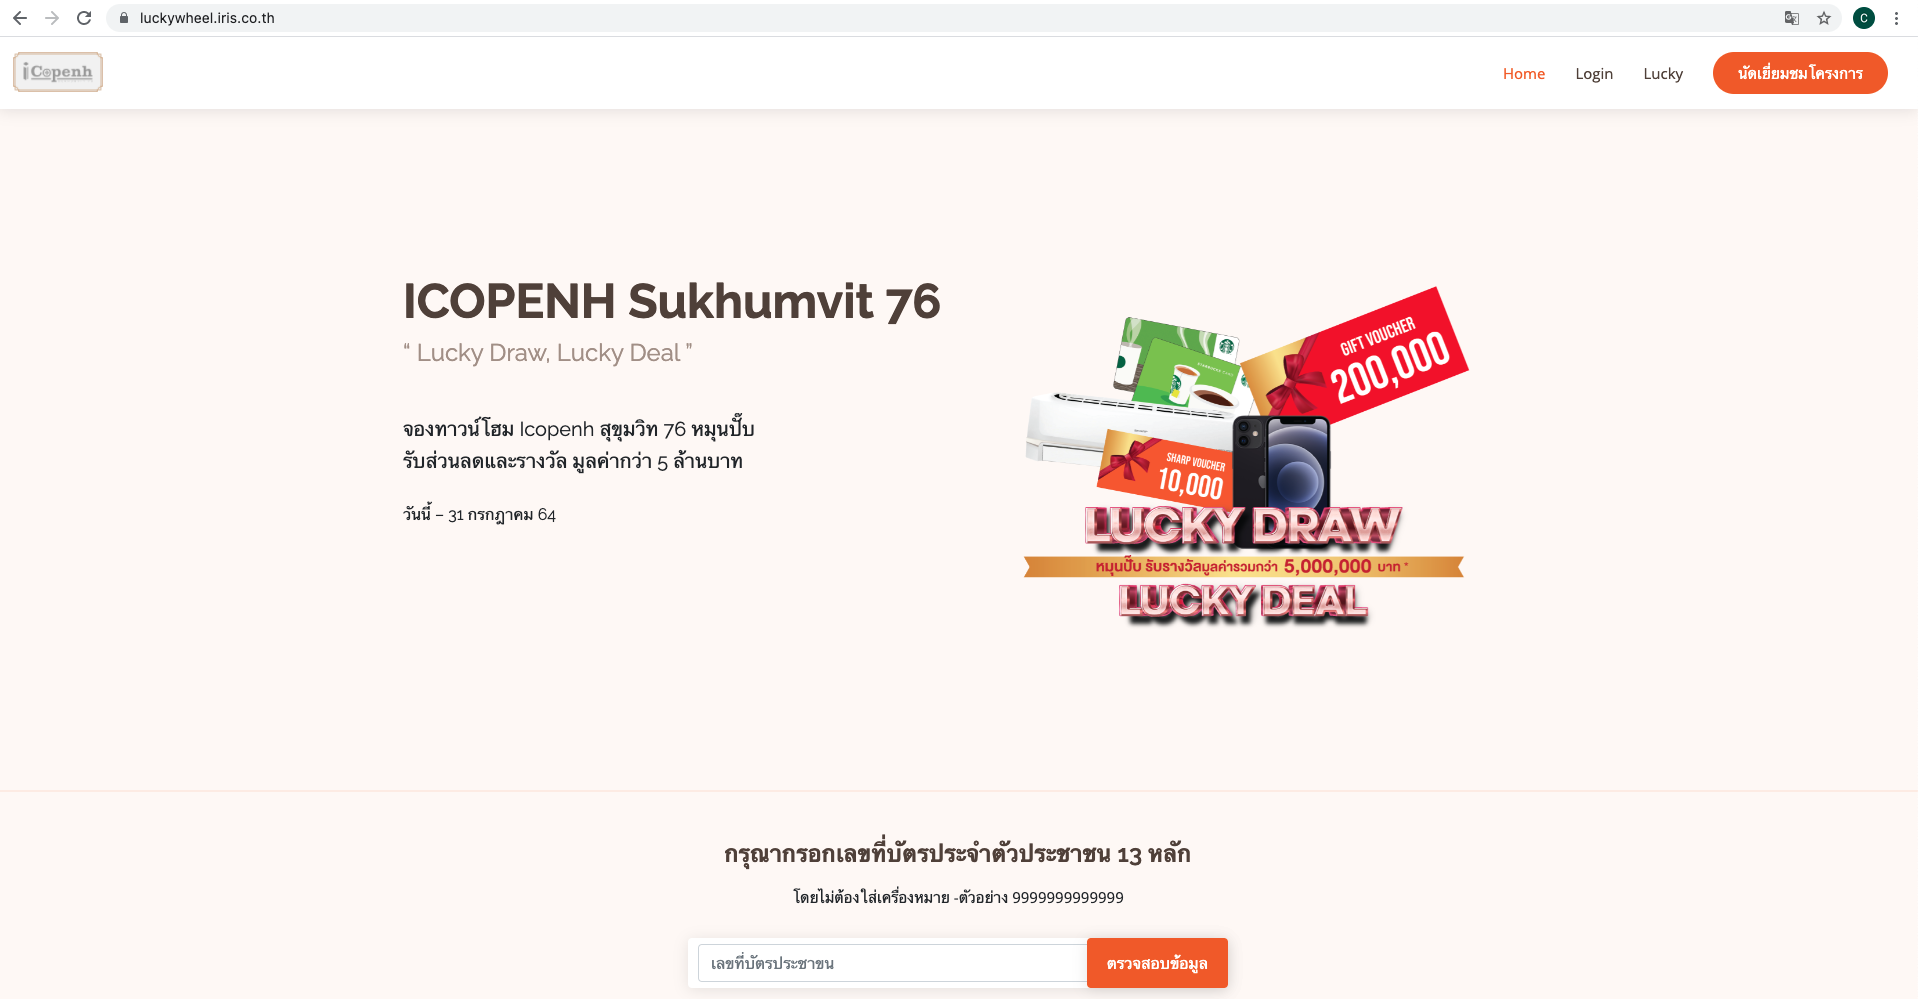 luckywheel.iris.co.th
C
iCopenh
Home
Login
Lucky
นัดเยี่ยมชมโครงการ
ICOPENH Sukhumvit 76
“ Lucky Draw, Lucky Deal ”
จองทาวน์โฮม Icopenh สุขุมวิท 76 หมุนปั๊บ
รับส่วนลดและรางวัล มูลค่ากว่า 5 ล้านบาท
วันนี้ – 31 กรกฎาคม 64
GIFT VOUCHER
200,000
SHARP VOUCHER
10,000
LUCKY DRAW
หมุนปั๊บ รับรางวัลมูลค่ารวมกว่า 5,000,000 บาท *
LUCKY DEAL
กรุณากรอกเลขที่บัตรประจำตัวประชาชน 13 หลัก
โดยไม่ต้องใส่เครื่องหมาย -ตัวอย่าง 9999999999999
เลขที่บัตรประชาขน
ตรวจสอบข้อมูล